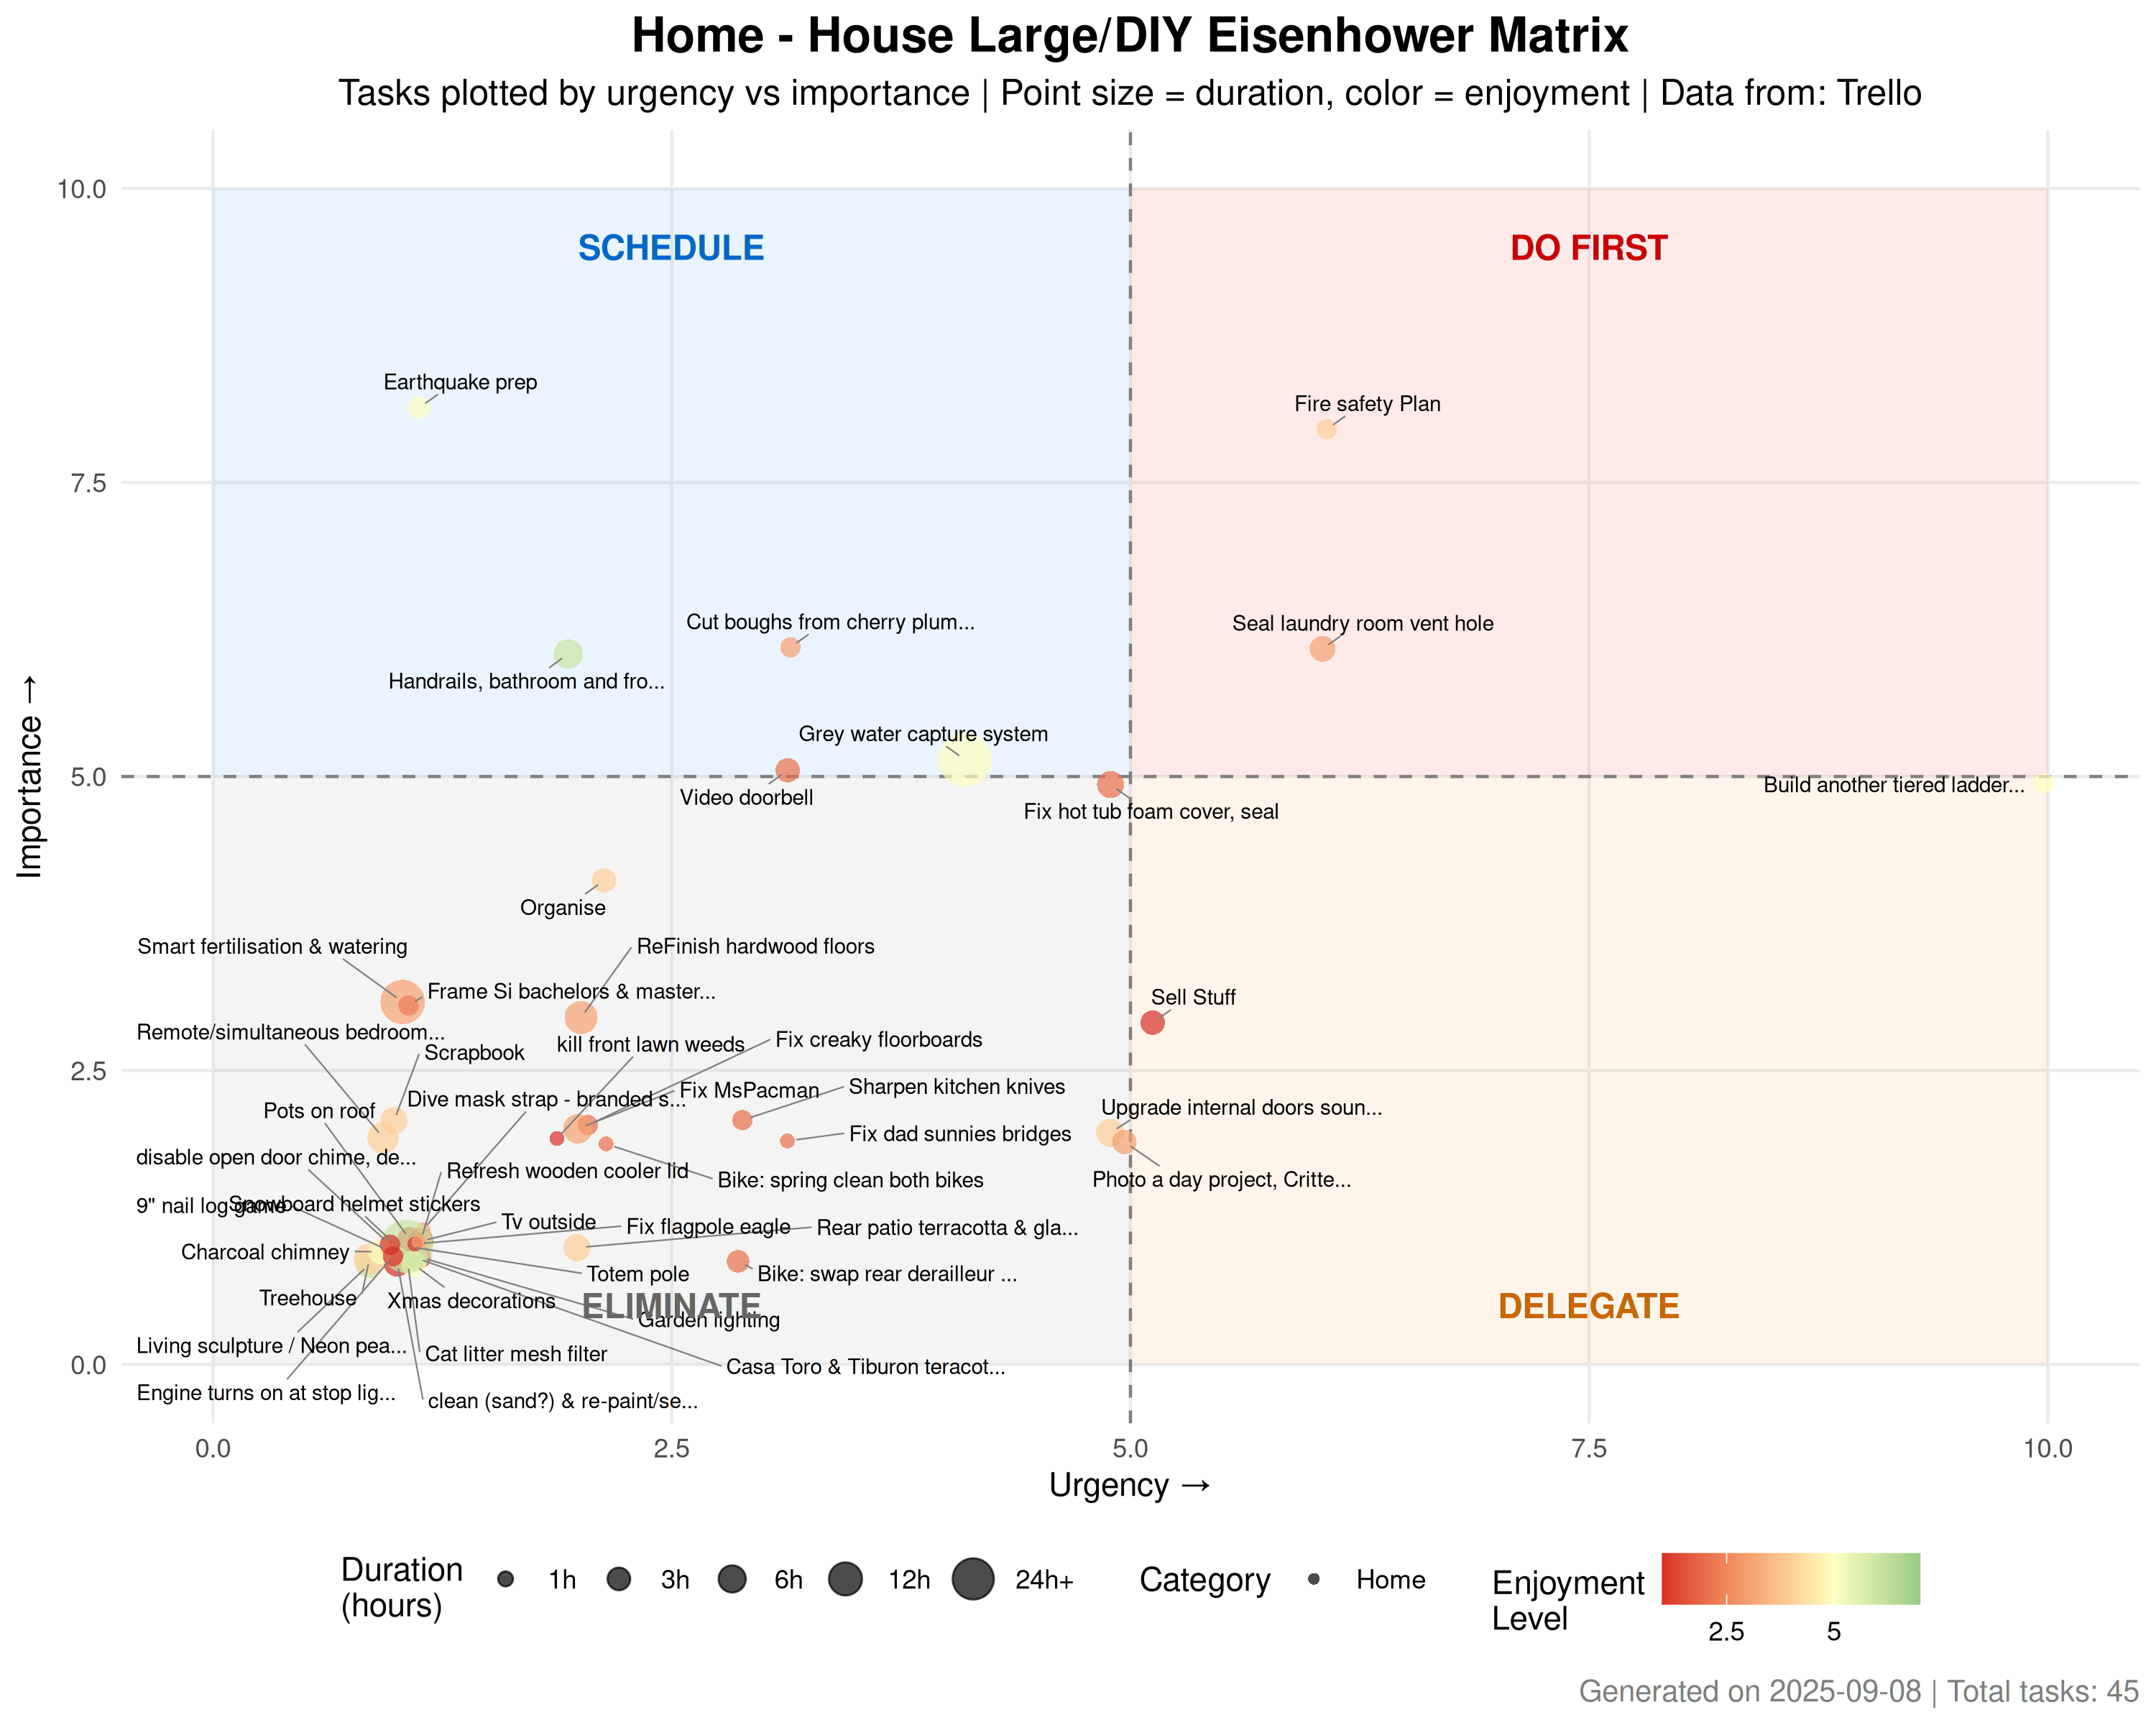 Home - House Large/DIY Eisenhower Matrix
Tasks plotted by urgency vs importance | Point size = duration, color = enjoyment | Data from: Trello
10.0
7.5
5.0
2.5
0.0
Importance →
SCHEDULE
DO FIRST
Earthquake prep
Fire safety Plan
Cut boughs from cherry plum...
Seal laundry room vent hole
Handrails, bathroom and fro...
Grey water capture system
Video doorbell
Build another tiered ladder...
Fix hot tub foam cover, seal
Organise
Smart fertilisation & watering
ReFinish hardwood floors
Frame Si bachelors & master...
Sell Stuff
Remote/simultaneous bedroom...
Scrapbook
kill front lawn weeds
Fix creaky floorboards
Dive mask strap - branded s...
Fix MsPacman
Sharpen kitchen knives
Pots on roof
Upgrade internal doors soun...
Fix dad sunnies bridges
disable open door chime, de...
Refresh wooden cooler lid
Bike: spring clean both bikes
Photo a day project, Critte...
9" nail log game
Snowboard helmet stickers
Tv outside
Fix flagpole eagle
Rear patio terracotta & gla...
Charcoal chimney
Totem pole
Bike: swap rear derailleur ...
Treehouse
Xmas decorations
ELIMINATE
Garden lighting
DELEGATE
Living sculpture / Neon pea...
Cat litter mesh filter
Casa Toro & Tiburon teracot...
Engine turns on at stop lig...
clean (sand?) & re-paint/se...
0.0
2.5
5.0
7.5
10.0
Urgency →
Duration
(hours)
1h
3h
6h
12h
24h+
Category
Home
Enjoyment
Level
2.5
5
Generated on 2025-09-08 | Total tasks: 45